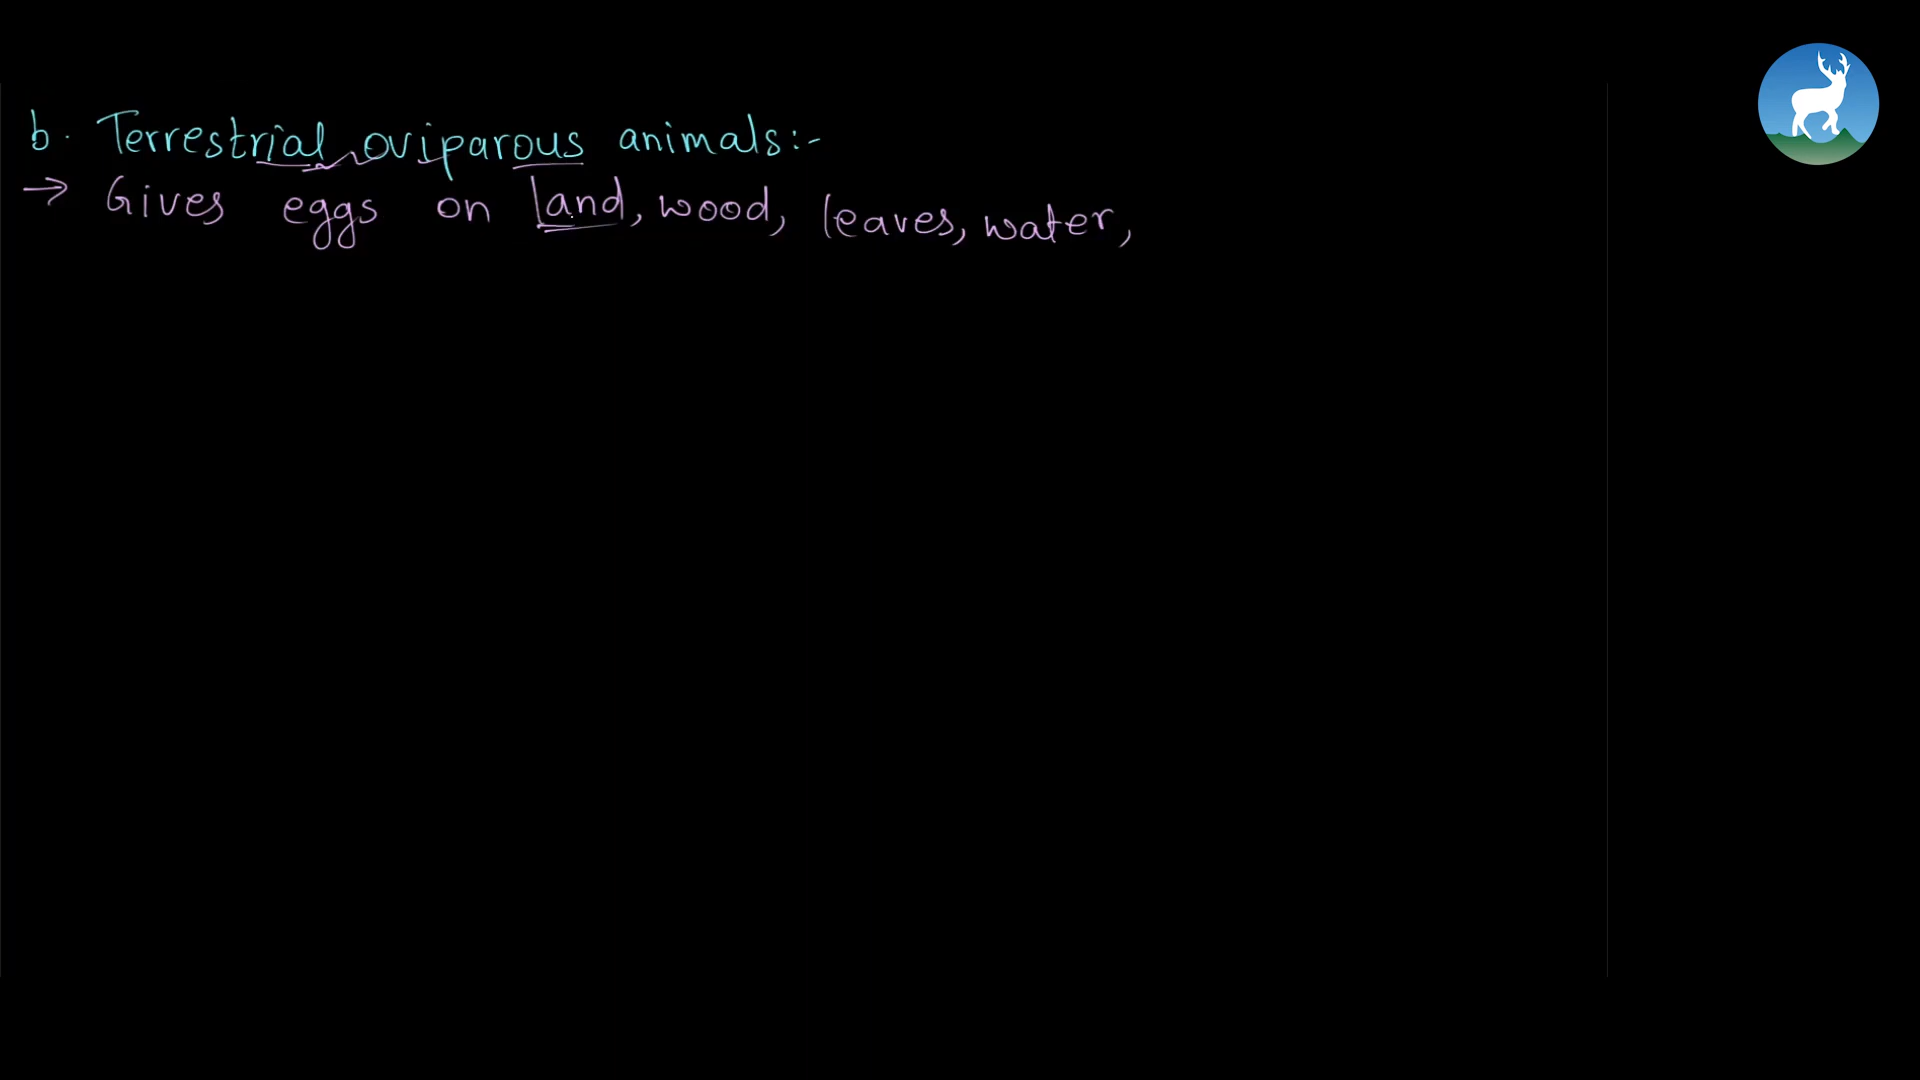 b. Terrestrial oviparous animals:-
→ Gives eggs on land, wood, leaves, water,